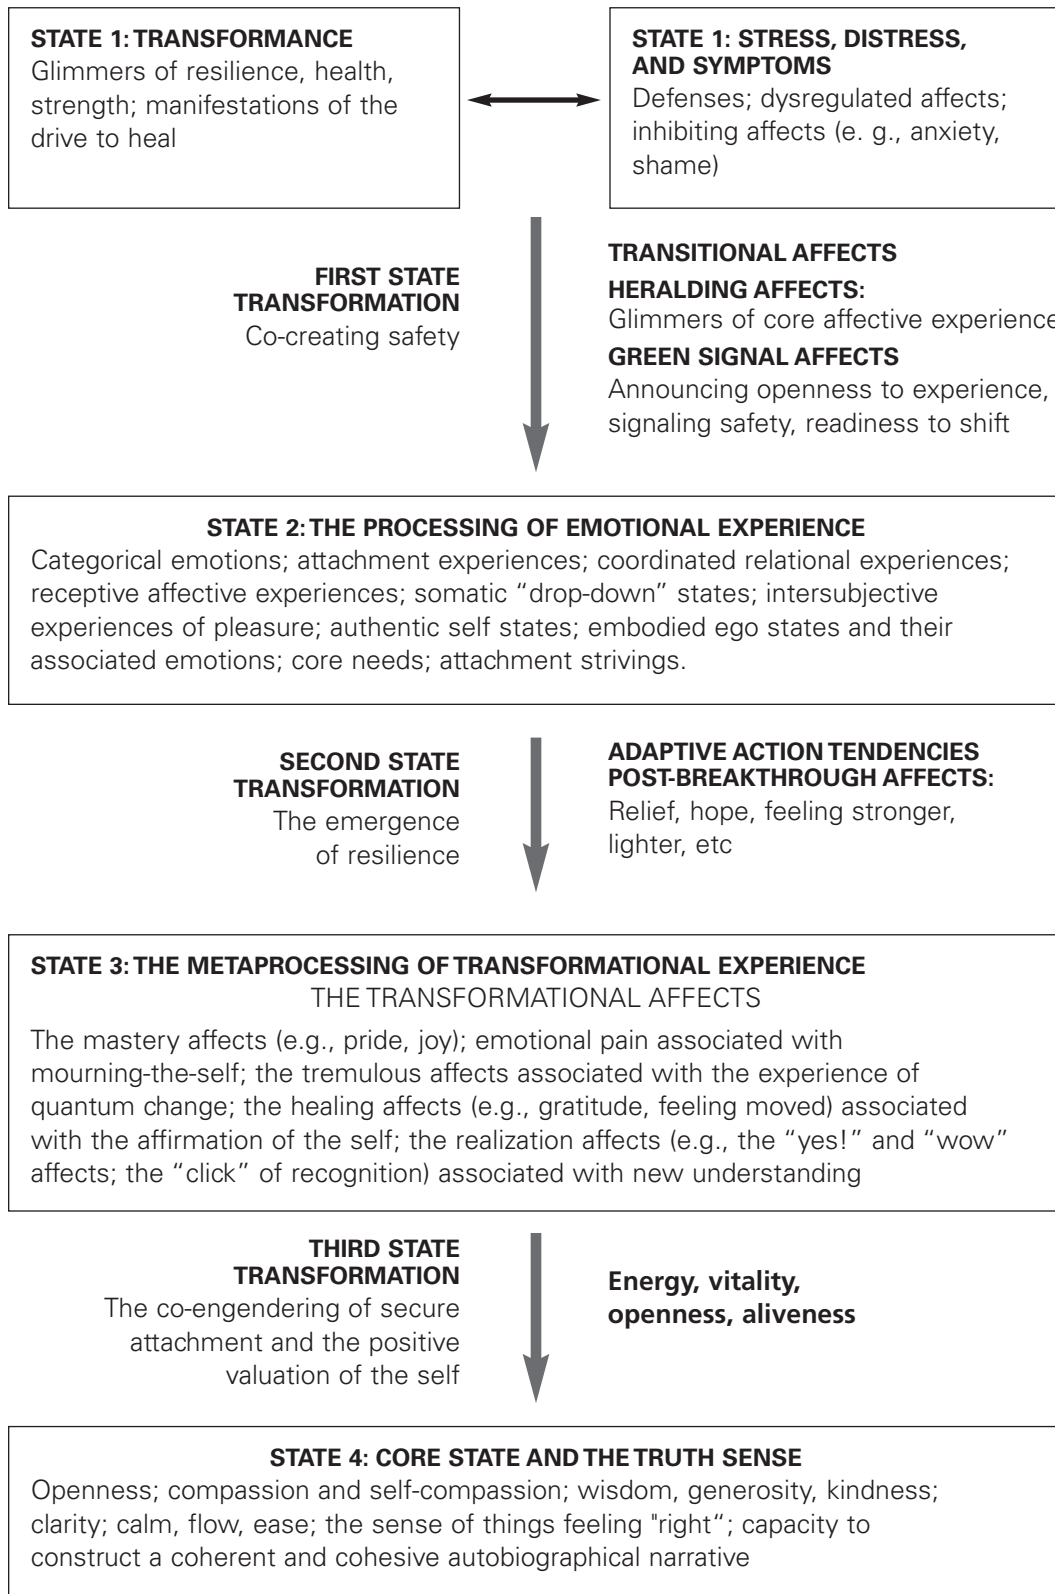 STATE 1: TRANSFORMANCE
Glimmers of resilience, health,
strength; manifestations of the
drive to heal
STATE 1: STRESS, DISTRESS,
AND SYMPTOMS
Defenses; dysregulated affects;
inhibiting affects (e. g., anxiety,
shame)
FIRST STATE
TRANSFORMATION
Co-creating safety
TRANSITIONAL AFFECTS
HERALDING AFFECTS:
Glimmers of core affective experience
GREEN SIGNAL AFFECTS
Announcing openness to experience,
signaling safety, readiness to shift
STATE 2: THE PROCESSING OF EMOTIONAL EXPERIENCE
Categorical emotions; attachment experiences; coordinated relational experiences;
receptive affective experiences; somatic “drop-down” states; intersubjective
experiences of pleasure; authentic self states; embodied ego states and their
associated emotions; core needs; attachment strivings.
SECOND STATE
TRANSFORMATION
The emergence
of resilience
ADAPTIVE ACTION TENDENCIES
POST-BREAKTHROUGH AFFECTS:
Relief, hope, feeling stronger,
lighter, etc
STATE 3: THE METAPROCESSING OF TRANSFORMATIONAL EXPERIENCE
THE TRANSFORMATIONAL AFFECTS
The mastery affects (e.g., pride, joy); emotional pain associated with
mourning-the-self; the tremulous affects associated with the experience of
quantum change; the healing affects (e.g., gratitude, feeling moved) associated
with the affirmation of the self; the realization affects (e.g., the “yes!” and “wow”
affects; the “click” of recognition) associated with new understanding
THIRD STATE
TRANSFORMATION
The co-engendering of secure
attachment and the positive
valuation of the self
Energy, vitality,
openness, aliveness
STATE 4: CORE STATE AND THE TRUTH SENSE
Openness; compassion and self-compassion; wisdom, generosity, kindness;
clarity; calm, flow, ease; the sense of things feeling "right“; capacity to
construct a coherent and cohesive autobiographical narrative